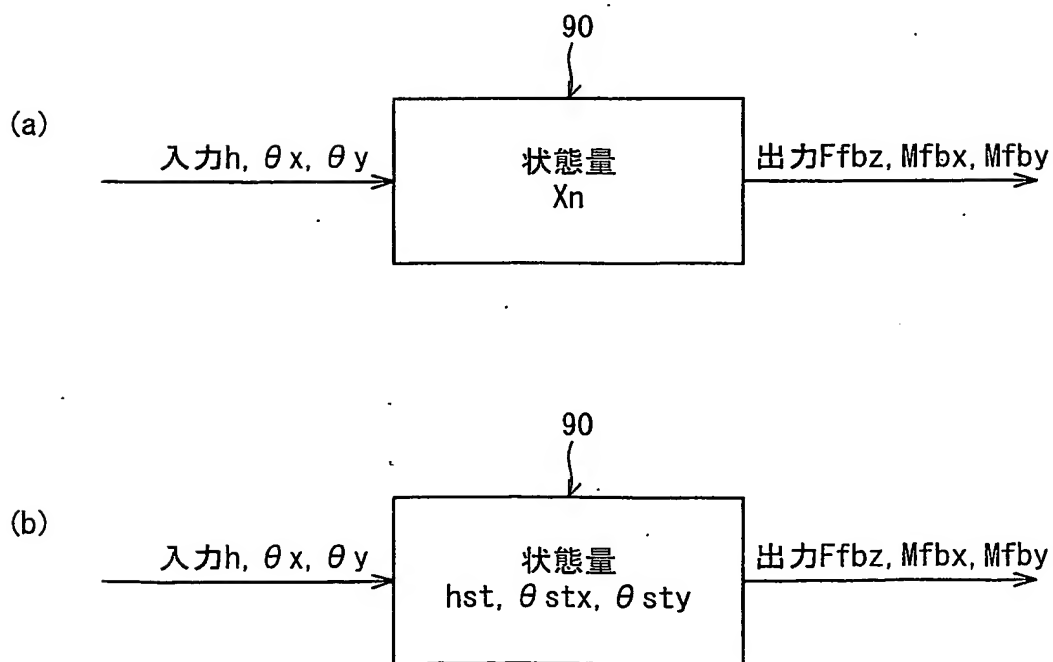 90
(a)
入力h, θx, θy
状態量
Xn
出力Ffbz, Mfbx, Mfby
90
(b)
入力h, θx, θy
状態量
hst, θstx, θsty
出力Ffbz, Mfbx, Mfby